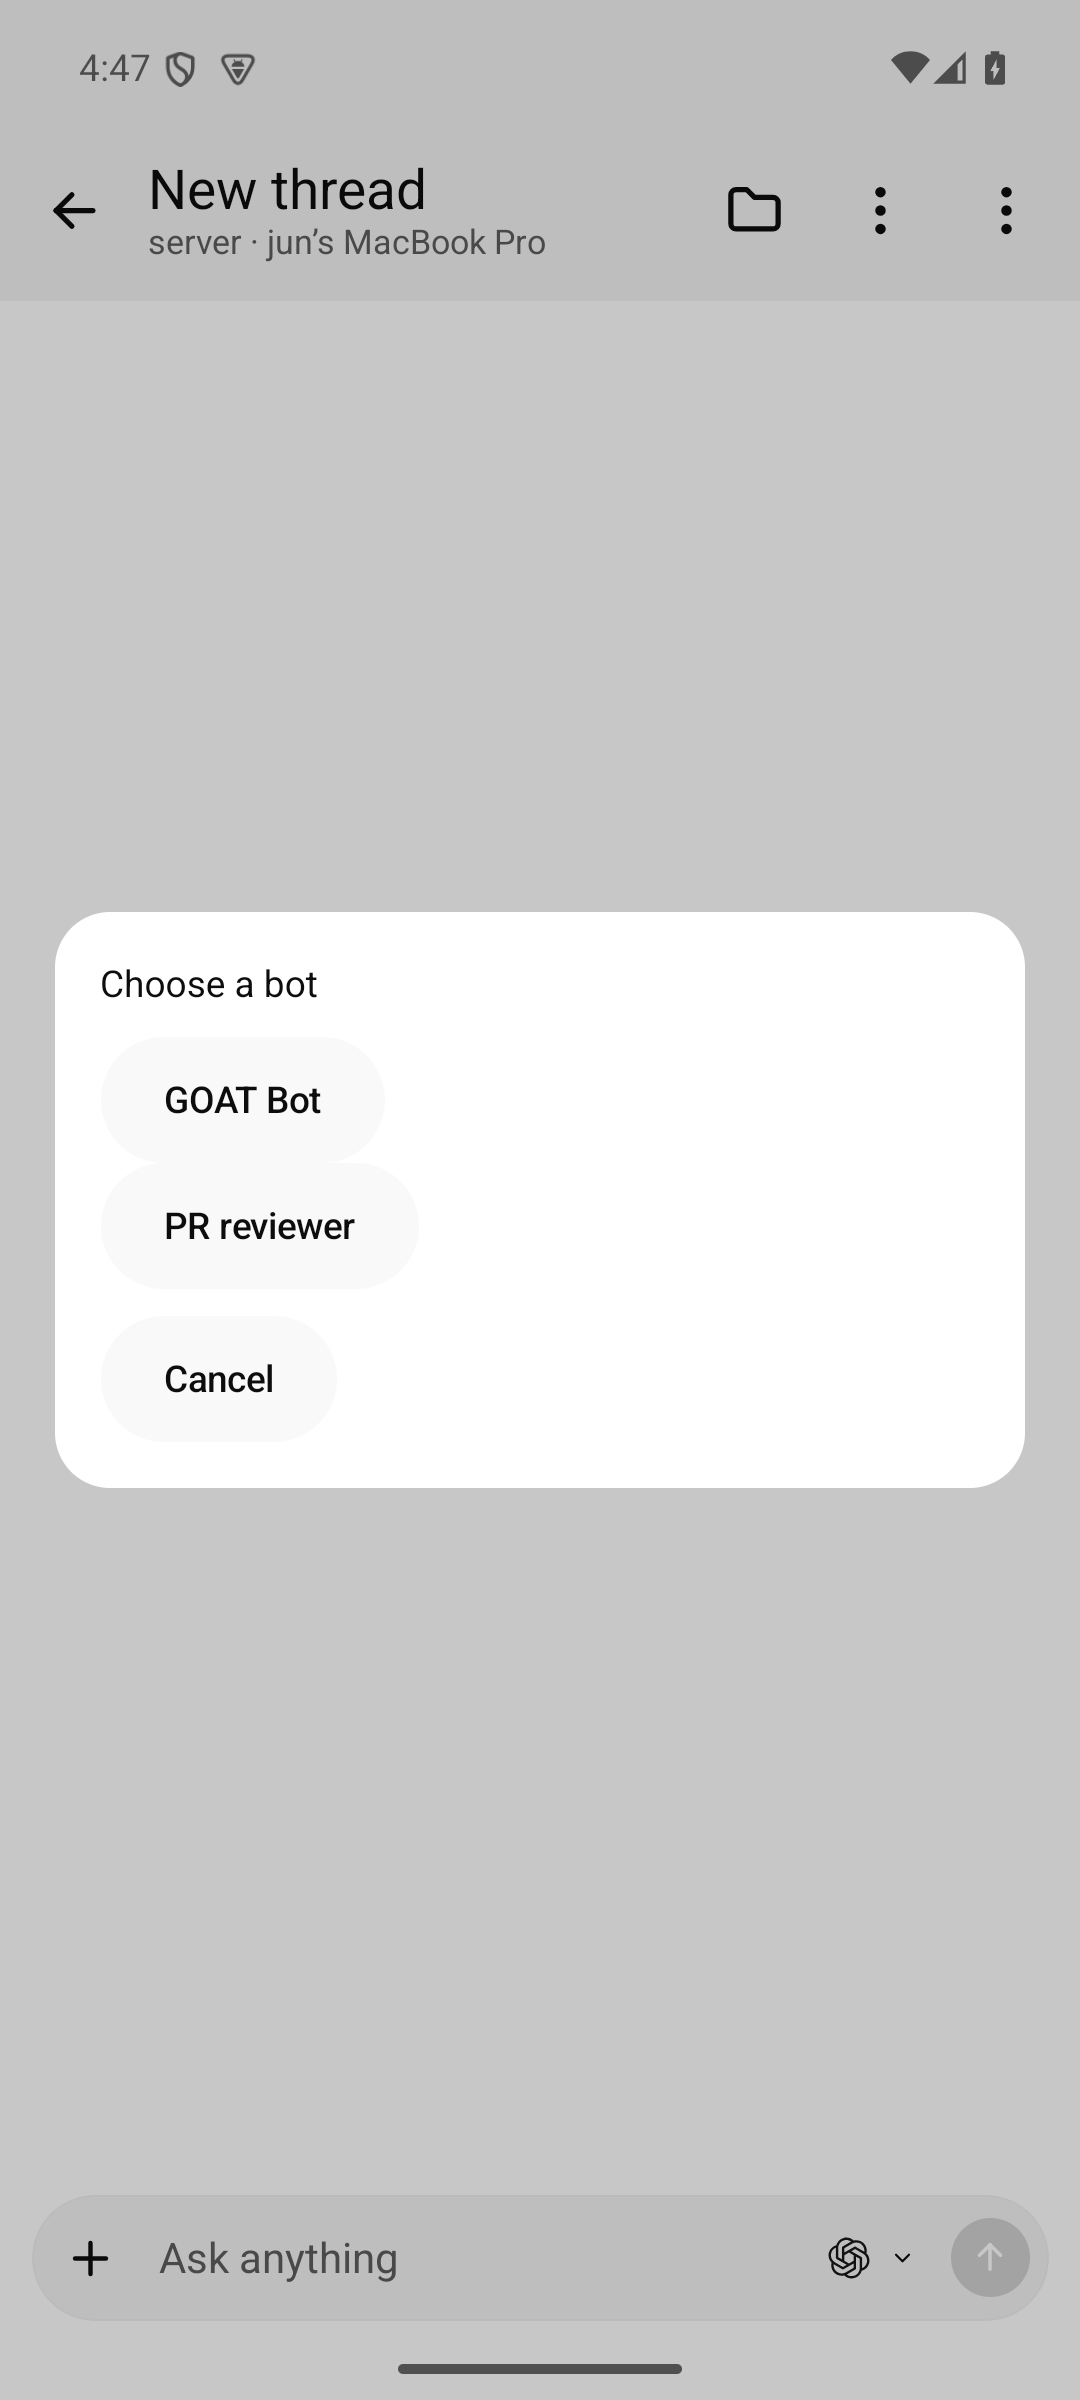 4:47
New thread
server · jun’s MacBook Pro
Choose a bot
GOAT Bot
PR reviewer
Cancel
Ask anything